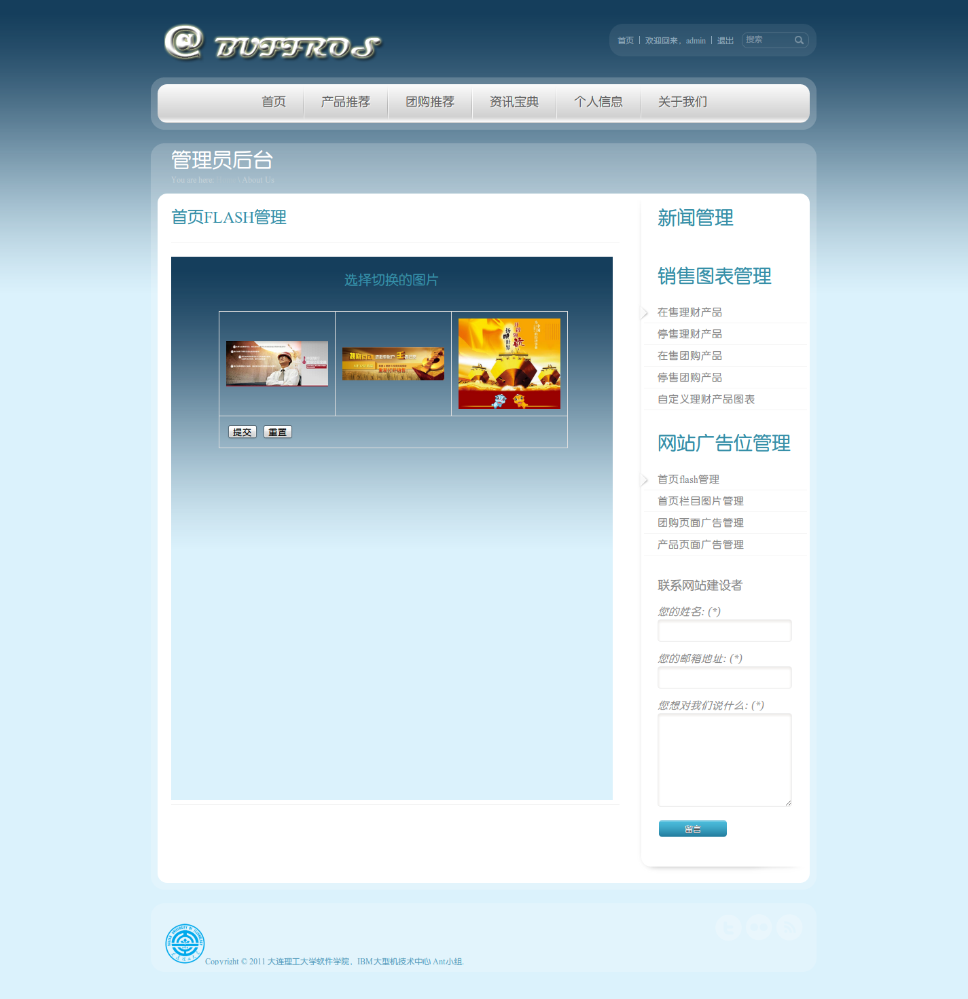 @ BUFFROS
首页 | 欢迎回来，admin | 退出
搜索
首页
产品推荐
团购推荐
资讯宝典
个人信息
关于我们
管理员后台
You are here: Home \ About Us
首页FLASH管理
选择切换的图片
提交
重置
新闻管理
销售图表管理
在售理财产品
停售理财产品
在售团购产品
停售团购产品
自定义理财产品图表
网站广告位管理
首页flash管理
首页栏目图片管理
团购页面广告管理
产品页面广告管理
联系网站建设者
您的姓名: (*)
您的邮箱地址: (*)
您想对我们说什么: (*)
留言
Copyright © 2011 大连理工大学软件学院，IBM大型机技术中心 Ant小组.